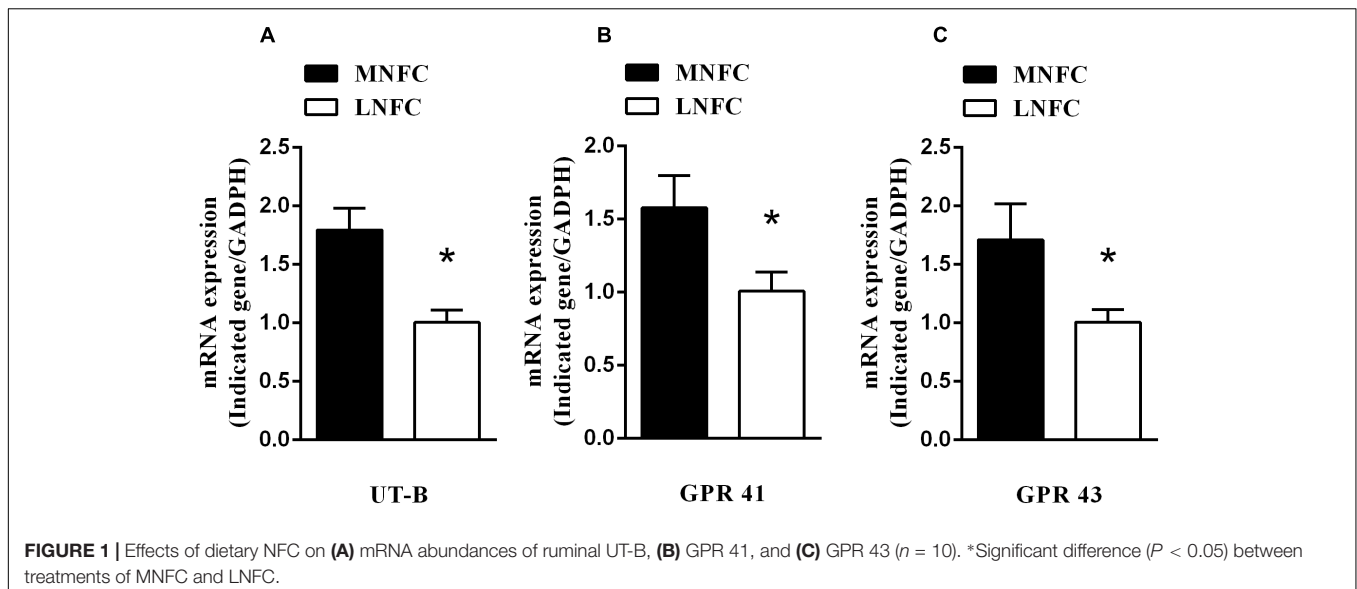 A
MNFC
LNFC
mRNA expression
(Indicated gene/GADPH)
2.5
2.0
1.5
1.0
0.5
0.0
*
UT-B
B
MNFC
LNFC
mRNA expression
(Indicated gene/GADPH)
2.0
1.5
1.0
0.5
0.0
*
GPR 41
C
MNFC
LNFC
mRNA expression
(Indicated gene/GADPH)
2.5
2.0
1.5
1.0
0.5
0.0
*
GPR 43
FIGURE 1 | Effects of dietary NFC on (A) mRNA abundances of ruminal UT-B, (B) GPR 41, and (C) GPR 43 (n = 10). *Significant difference (P < 0.05) between
treatments of MNFC and LNFC.